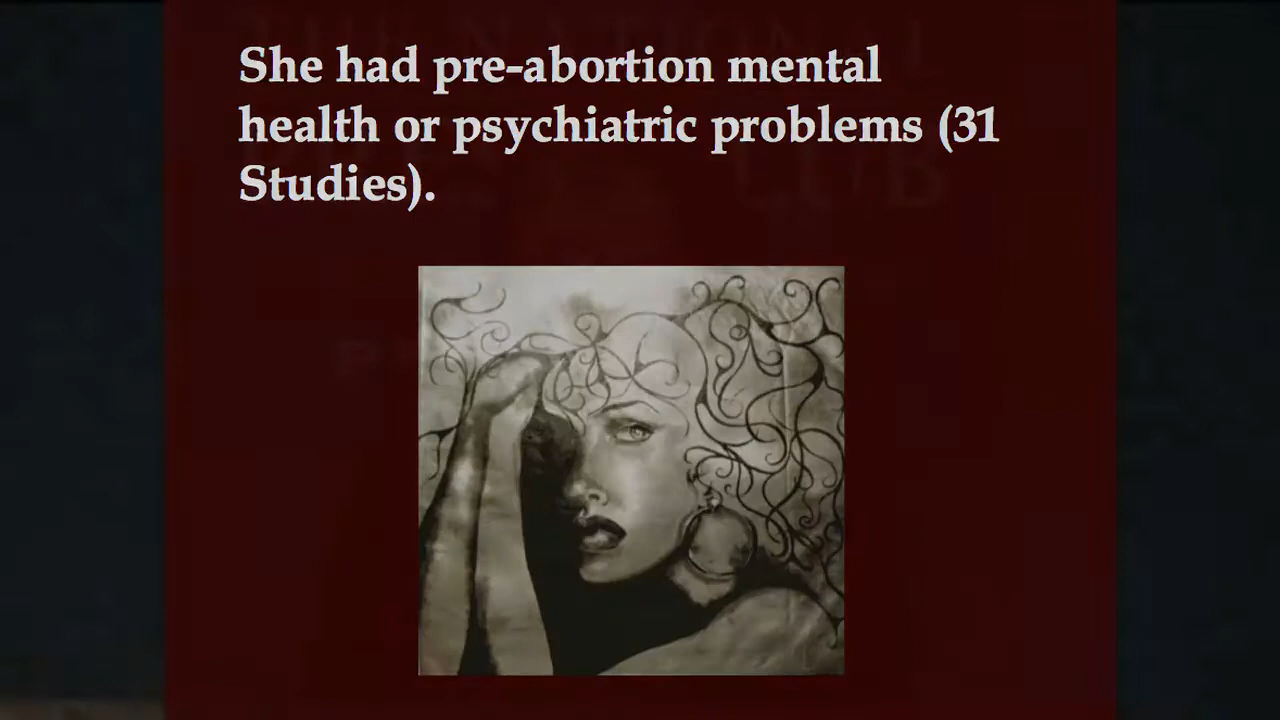 She had pre-abortion mental
health or psychiatric problems (31
Studies).